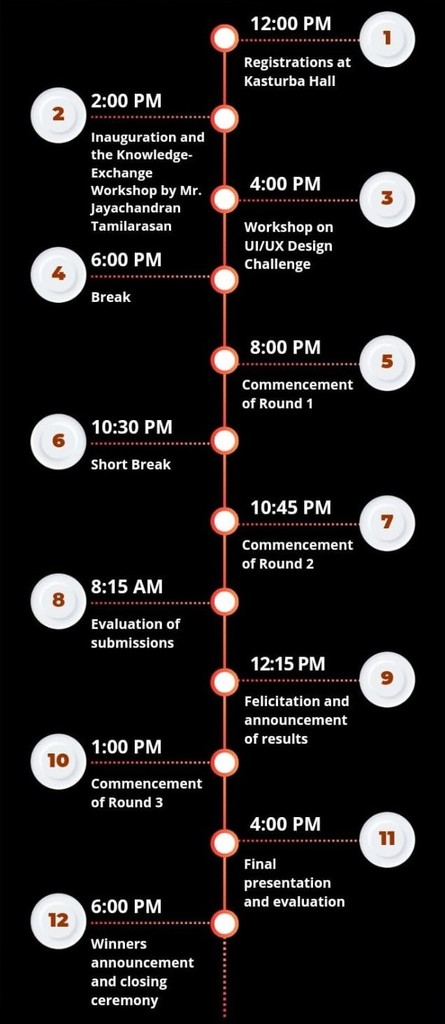 12:00 PM
1
Registrations at
Kasturba Hall
2
2:00 PM
Inauguration and
the Knowledge-
Exchange
Workshop by Mr.
Jayachandran
Tamilarasan
4:00 PM
3
Workshop on
UI/UX Design
Challenge
4
6:00 PM
Break
8:00 PM
5
Commencement
of Round 1
6
10:30 PM
Short Break
10:45 PM
7
Commencement
of Round 2
8
8:15 AM
Evaluation of
submissions
12:15 PM
9
Felicitation and
announcement
of results
10
1:00 PM
Commencement
of Round 3
4:00 PM
11
Final
presentation
and evaluation
12
6:00 PM
Winners
announcement
and closing
ceremony